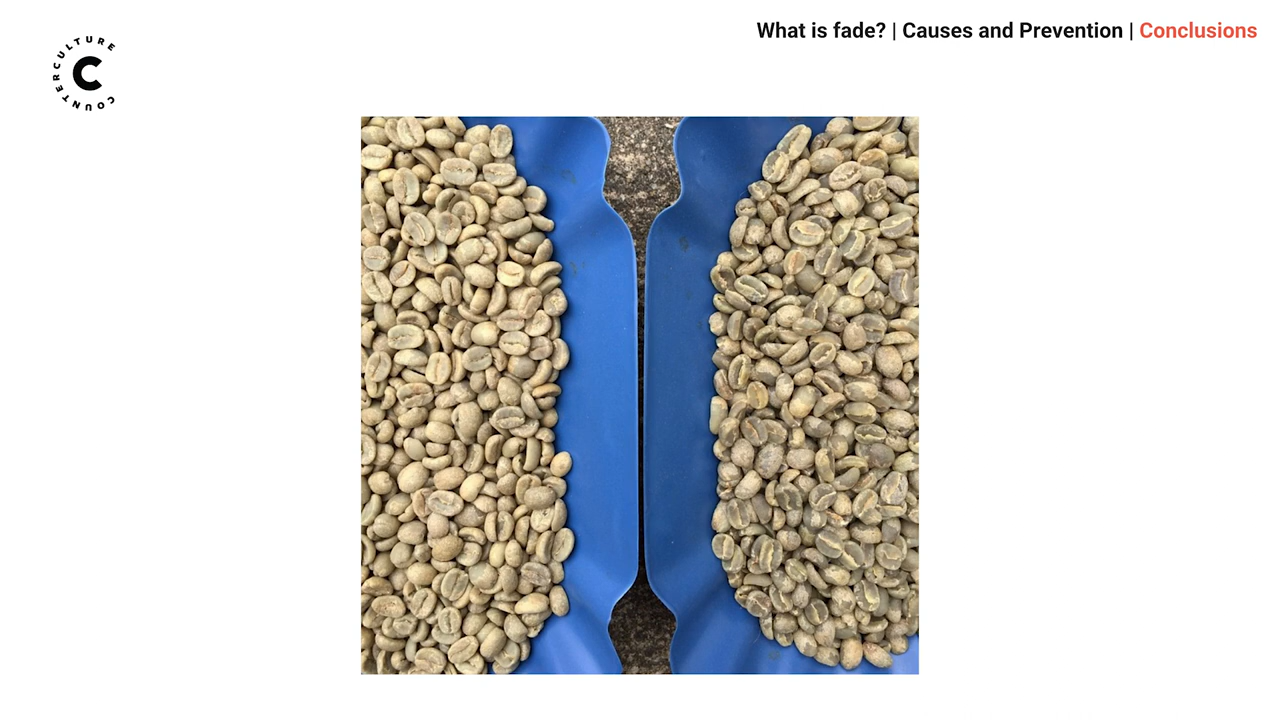 What is fade? | Causes and Prevention | Conclusions
COUNTERCULTURE
C